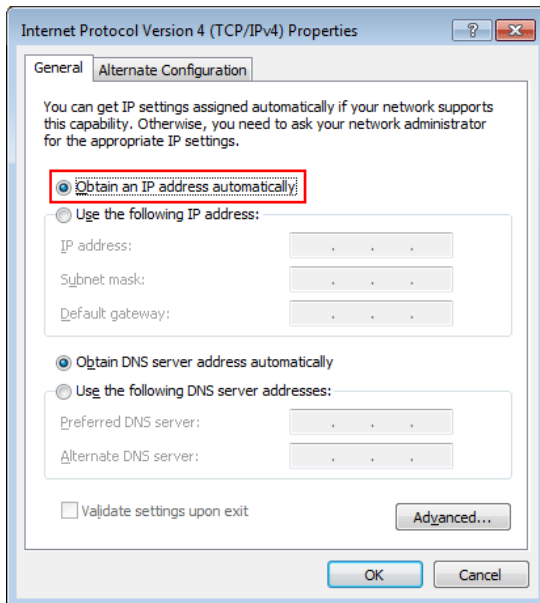 Internet Protocol Version 4 (TCP/IPv4) Properties
General
Alternate Configuration
You can get IP settings assigned automatically if your network supports
this capability. Otherwise, you need to ask your network administrator
for the appropriate IP settings.
Obtain an IP address automatically
Use the following IP address:
IP address:
Subnet mask:
Default gateway:
Obtain DNS server address automatically
Use the following DNS server addresses:
Preferred DNS server:
Alternate DNS server:
Validate settings upon exit
Advanced...
OK
Cancel